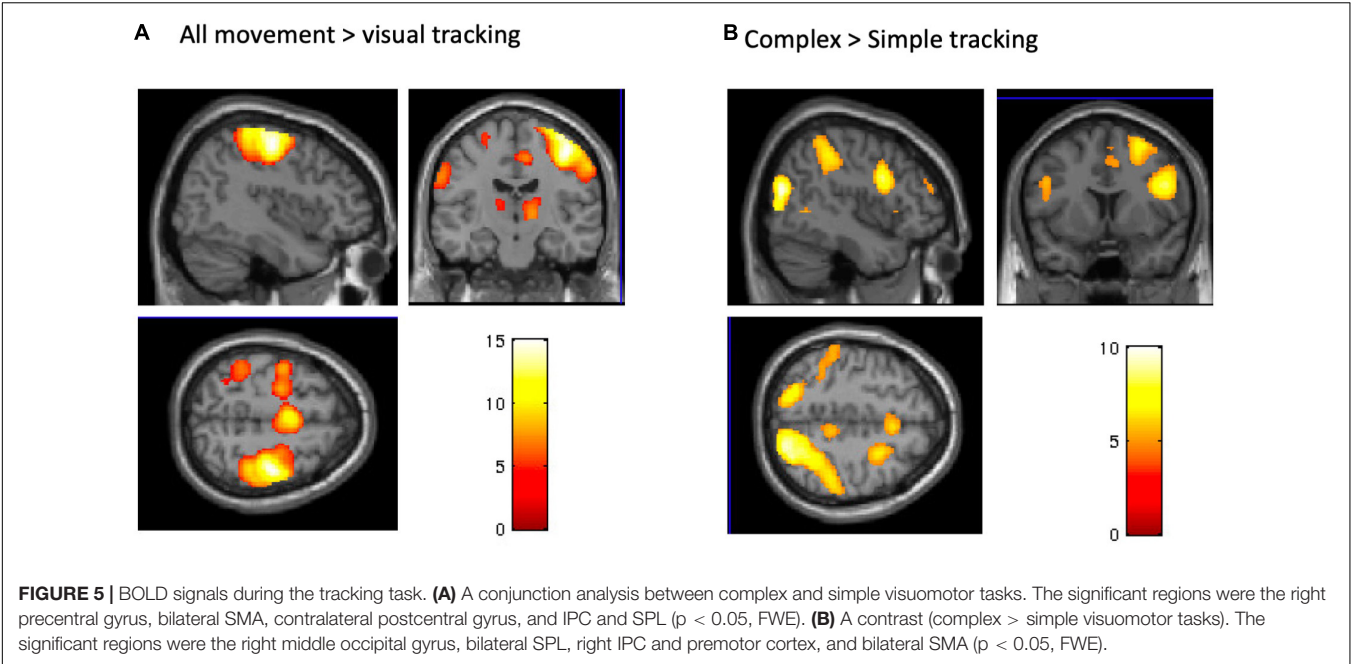 A All movement > visual tracking
B Complex > Simple tracking
15
10
5
0
10
5
0
FIGURE 5 | BOLD signals during the tracking task. (A) A conjunction analysis between complex and simple visuomotor tasks. The significant regions were the right
precentral gyrus, bilateral SMA, contralateral postcentral gyrus, and IPC and SPL (p < 0.05, FWE). (B) A contrast (complex > simple visuomotor tasks). The
significant regions were the right middle occipital gyrus, bilateral SPL, right IPC and premotor cortex, and bilateral SMA (p < 0.05, FWE).